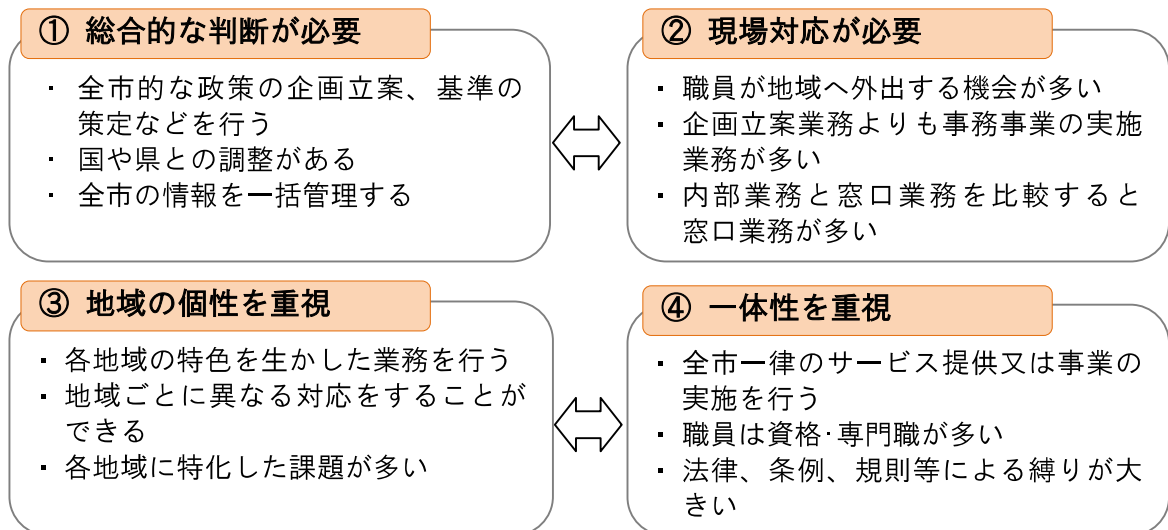 ① 総合的な判断が必要
・ 全市的な政策の企画立案、基準の
策定などを行う
・ 国や県との調整がある
・ 全市の情報を一括管理する
② 現場対応が必要
・ 職員が地域へ外出する機会が多い
・ 企画立案業務よりも事務事業の実施
業務が多い
・ 内部業務と窓口業務を比較すると
窓口業務が多い
③ 地域の個性を重視
・ 各地域の特色を生かした業務を行う
・ 地域ごとに異なる対応をすることが
できる
・ 各地域に特化した課題が多い
④ 一体性を重視
・ 全市一律のサービス提供又は事業の
実施を行う
・ 職員は資格・専門職が多い
・ 法律、条例、規則等による縛りが大
きい